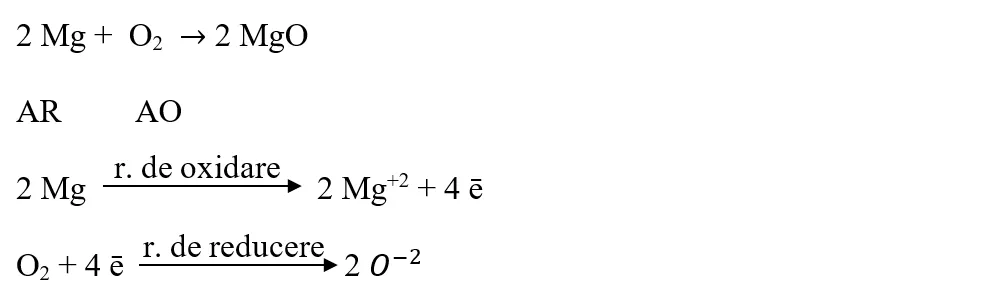 2 Mg + O₂ → 2 MgO
AR AO
2 Mg r. de oxidare → 2 Mg⁺² + 4 ē
O₂ + 4 ē r. de reducere → 2 O⁻²